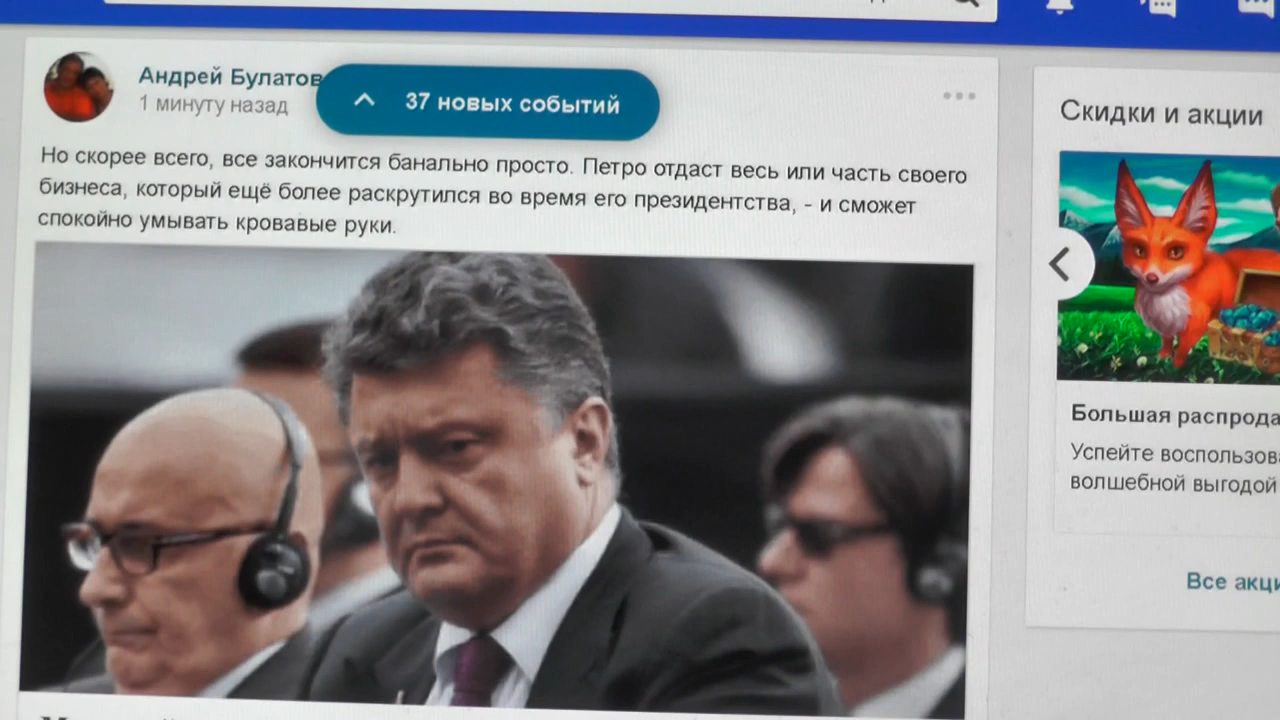 Андрей Булатов
1 минуту назад
37 новых событий
Но скорее всего, все закончится банально просто. Петро отдаст весь или часть своего
бизнеса, который ещё более раскрутился во время его президентства, - и сможет
спокойно умывать кровавые руки.
Скидки и акции
Большая распрода
Успейте воспользов
волшебной выгодой
Все акци